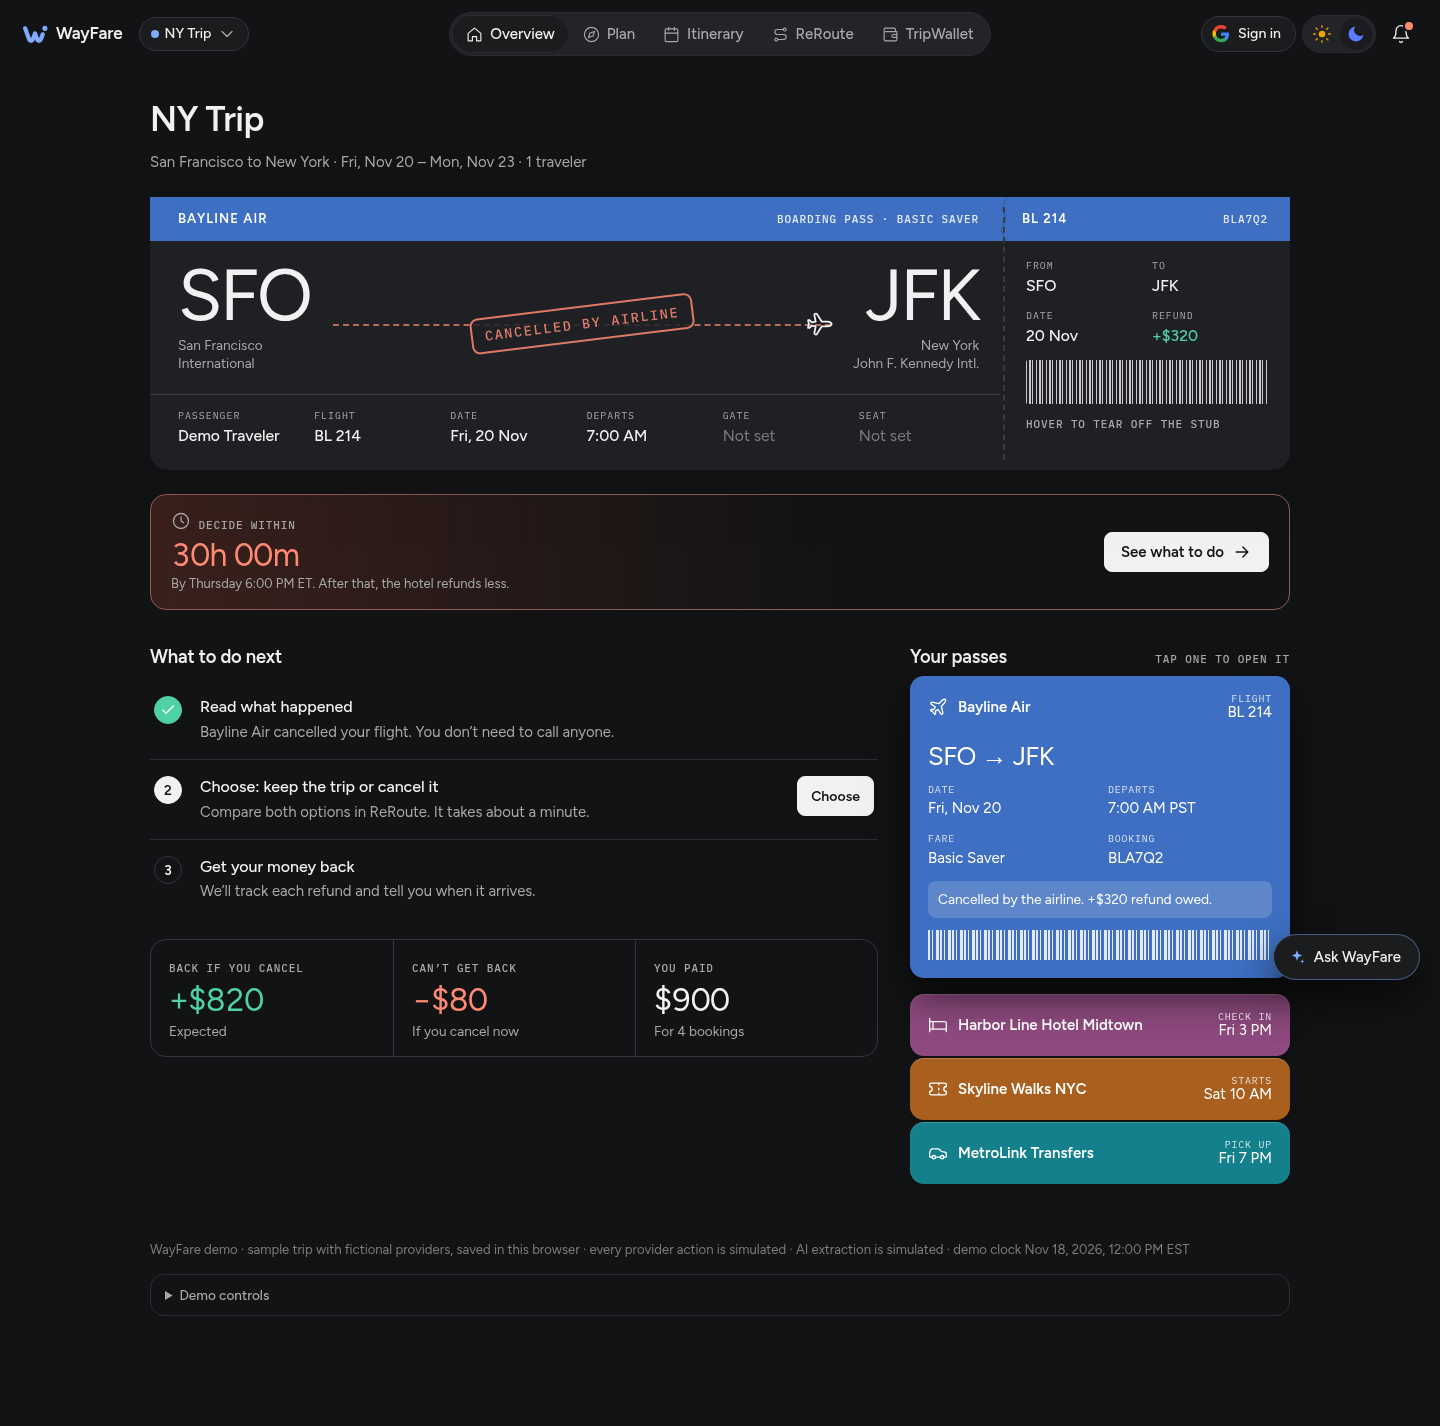 WayFare
NY Trip
Overview
Plan
Itinerary
ReRoute
TripWallet
Sign in
NY Trip
San Francisco to New York · Fri, Nov 20 – Mon, Nov 23 · 1 traveler
BAYLINE AIR
BOARDING PASS · BASIC SAVER
SFO
San Francisco
International
CANCELLED BY AIRLINE
JFK
New York
John F. Kennedy Intl.
PASSENGER
Demo Traveler
FLIGHT
BL 214
DATE
Fri, 20 Nov
DEPARTS
7:00 AM
GATE
Not set
SEAT
Not set
BL 214
BLA7Q2
FROM
SFO
TO
JFK
DATE
20 Nov
REFUND
+$320
HOVER TO TEAR OFF THE STUB
DECIDE WITHIN
30h 00m
By Thursday 6:00 PM ET. After that, the hotel refunds less.
See what to do
What to do next
Read what happened
Bayline Air cancelled your flight. You don’t need to call anyone.
2
Choose: keep the trip or cancel it
Compare both options in ReRoute. It takes about a minute.
Choose
3
Get your money back
We’ll track each refund and tell you when it arrives.
BACK IF YOU CANCEL
+$820
Expected
CAN’T GET BACK
−$80
If you cancel now
YOU PAID
$900
For 4 bookings
Your passes
TAP ONE TO OPEN IT
Bayline Air
FLIGHT
BL 214
SFO → JFK
DATE
Fri, Nov 20
DEPARTS
7:00 AM PST
FARE
Basic Saver
BOOKING
BLA7Q2
Cancelled by the airline. +$320 refund owed.
Ask WayFare
Harbor Line Hotel Midtown
CHECK IN
Fri 3 PM
Skyline Walks NYC
STARTS
Sat 10 AM
MetroLink Transfers
PICK UP
Fri 7 PM
WayFare demo · sample trip with fictional providers, saved in this browser · every provider action is simulated · AI extraction is simulated · demo clock Nov 18, 2026, 12:00 PM EST
Demo controls